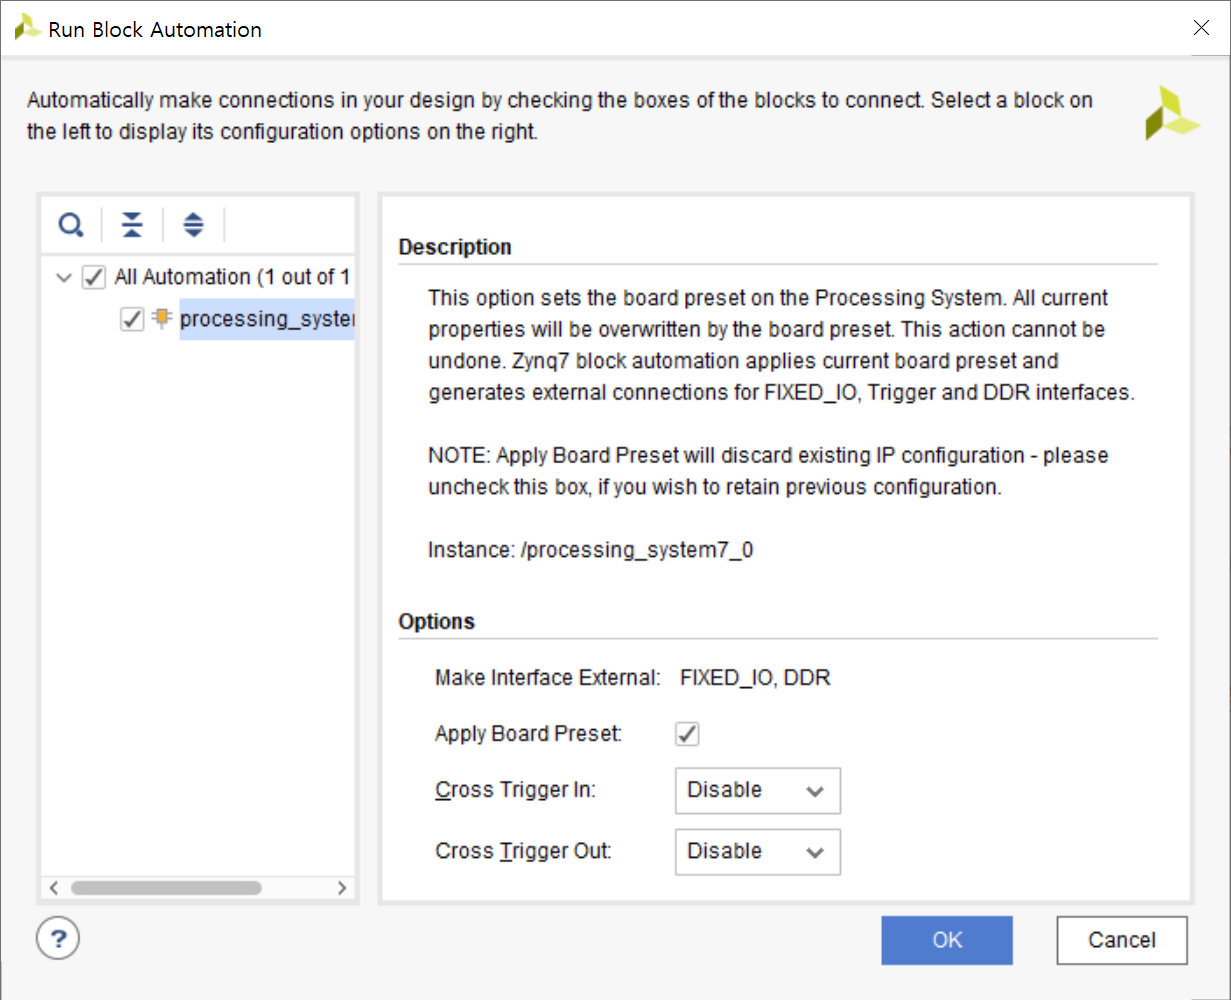 Run Block Automation
Automatically make connections in your design by checking the boxes of the blocks to connect. Select a block on
the left to display its configuration options on the right.
All Automation (1 out of 1
processing_syste
Description
This option sets the board preset on the Processing System. All current
properties will be overwritten by the board preset. This action cannot be
undone. Zynq7 block automation applies current board preset and
generates external connections for FIXED_IO, Trigger and DDR interfaces.
NOTE: Apply Board Preset will discard existing IP configuration - please
uncheck this box, if you wish to retain previous configuration.
Instance: /processing_system7_0
Options
Make Interface External: FIXED_IO, DDR
Apply Board Preset:
Cross Trigger In: Disable
Cross Trigger Out: Disable
?
OK
Cancel